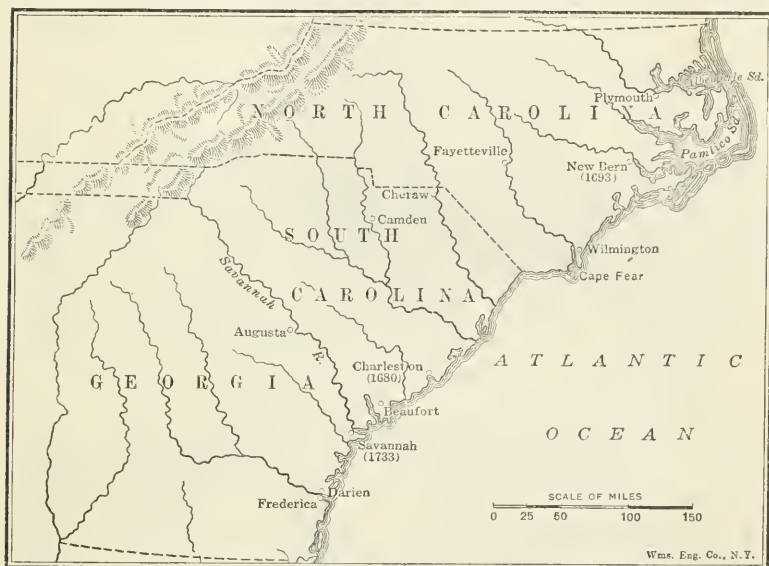 NORTH CAROLINA
Plymouth
Albemarle Sd.
Pamlico Sd.
Fayetteville
New Bern
(1693)
Cheraw
Camden
SOUTH
CAROLINA
Wilmington
Cape Fear
Savannah
R.
Augusta
Charleston
(1680)
GEORGIA
Beaufort
Savannah
(1733)
Darien
Frederica
ATLANTIC
OCEAN
SCALE OF MILES
0 25 50 100 150
Wms. Eng. Co., N.Y.